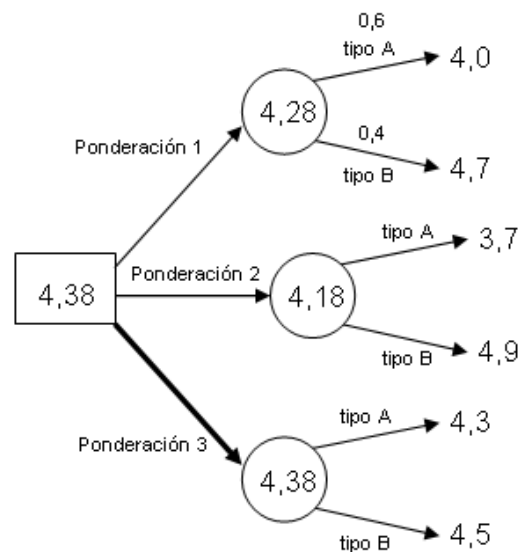 0,6
tipo A
4,0
4,28
0,4
Ponderación 1
tipo B
4,7
tipo A
3,7
Ponderación 2
4,38
4,18
tipo B
4,9
tipo A
4,3
Ponderación 3
4,38
tipo B
4,5